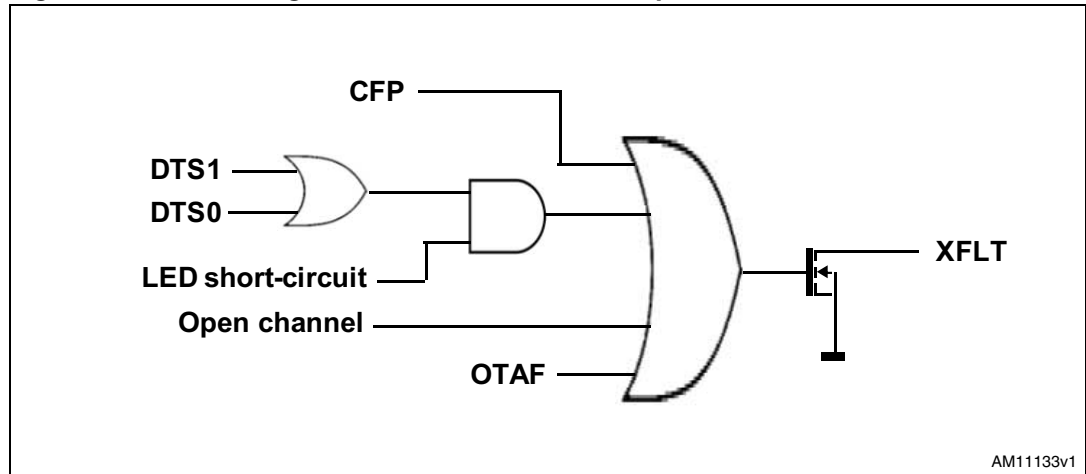 CFP
DTS1
DTS0
LED short-circuit
Open channel
OTAF
XFLT
AM11133v1